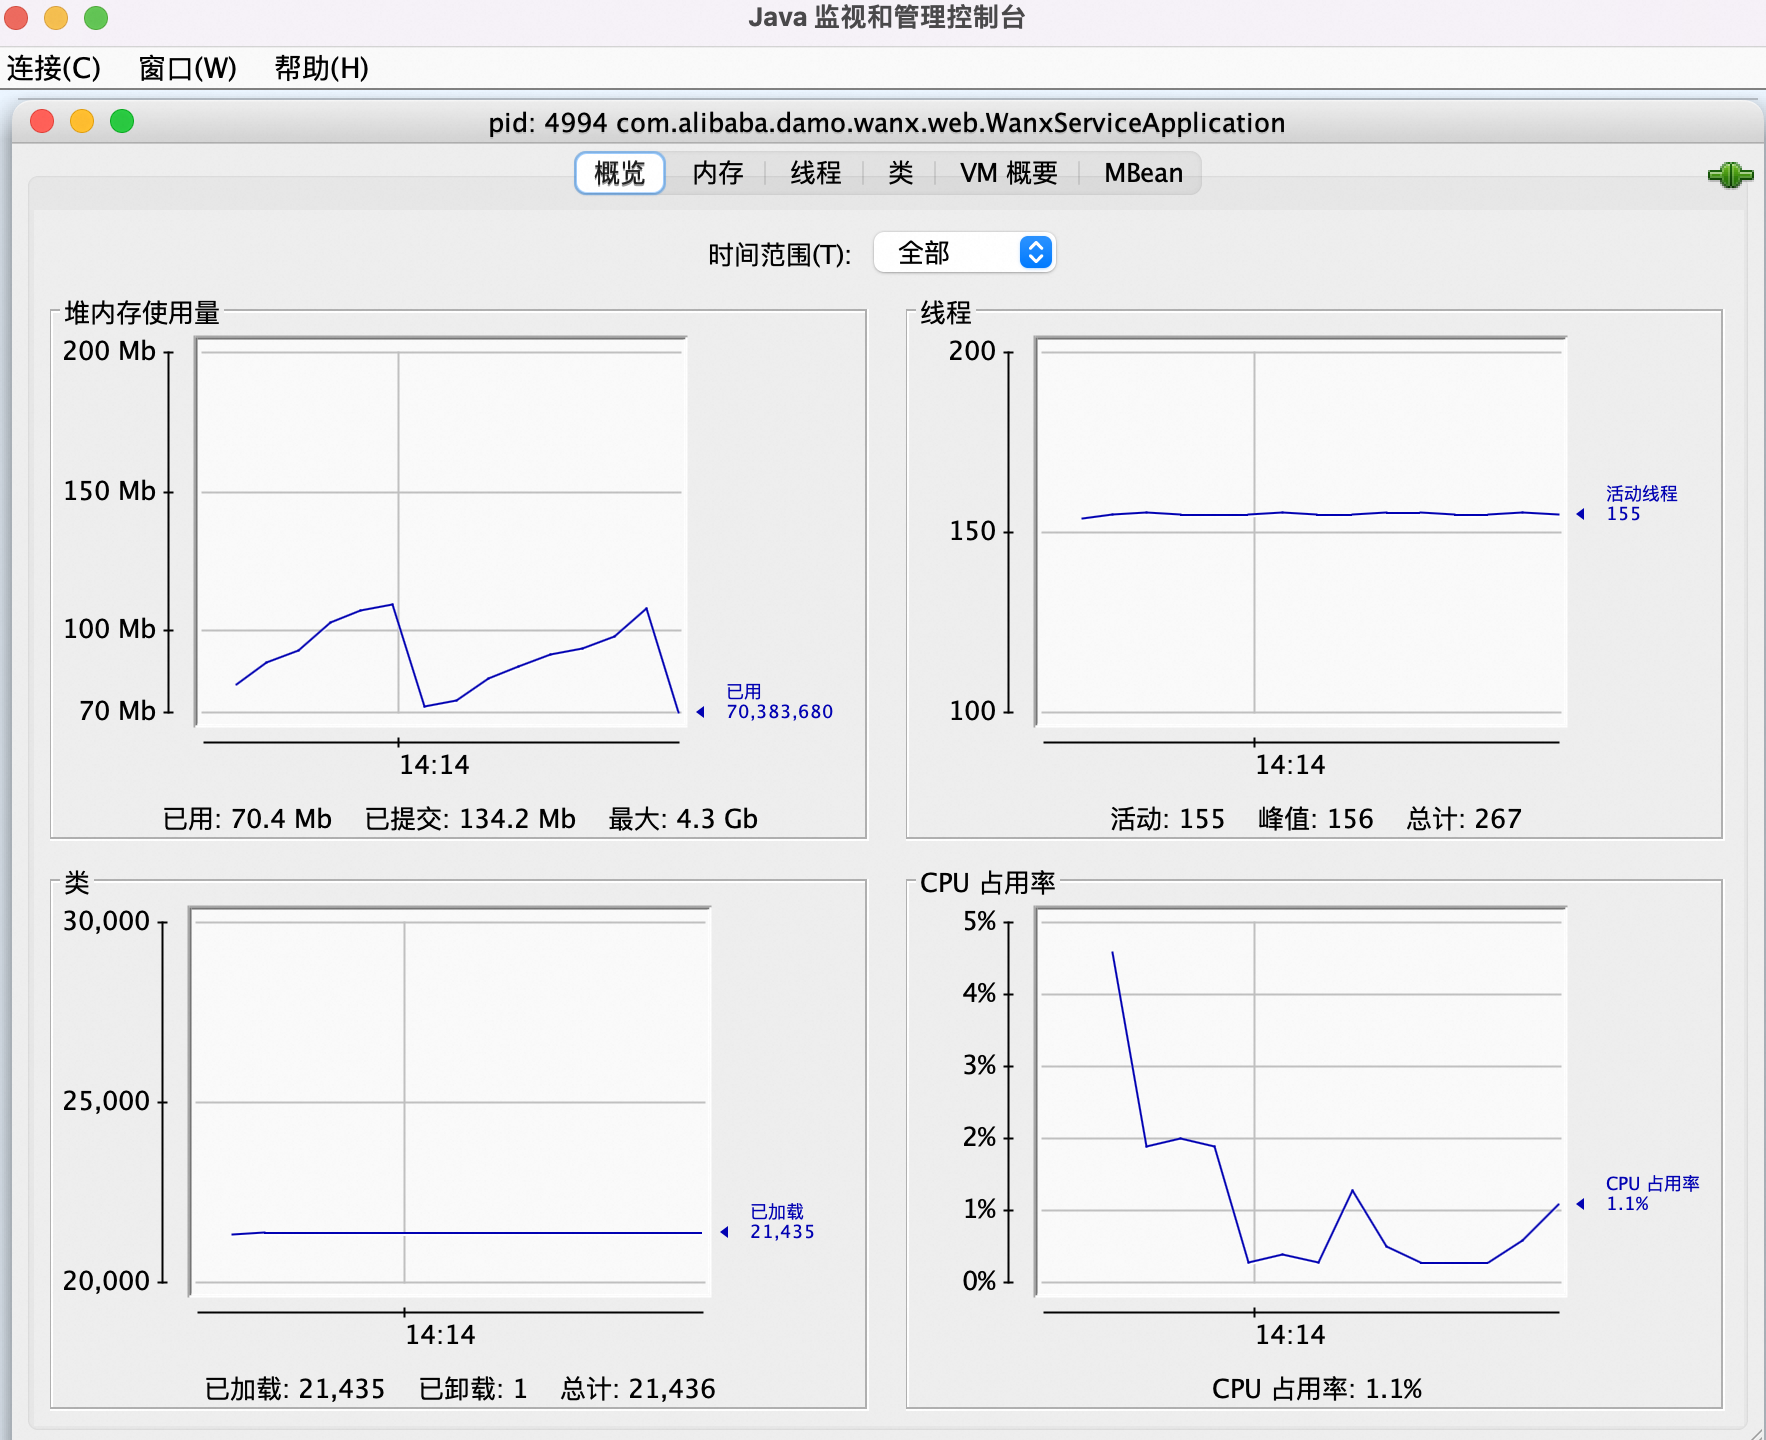 Java 监视和管理控制台
连接(C) 窗口(W) 帮助(H)
pid: 4994 com.alibaba.damo.wanx.web.WanxServiceApplication
概览 内存 线程 类 VM 概要 MBean
时间范围(T): 全部
堆内存使用量
200 Mb
150 Mb
100 Mb
70 Mb
已用
70,383,680
14:14
已用: 70.4 Mb 已提交: 134.2 Mb 最大: 4.3 Gb
线程
200
150
100
活动线程
155
14:14
活动: 155 峰值: 156 总计: 267
类
30,000
25,000
20,000
已加载
21,435
14:14
已加载: 21,435 已卸载: 1 总计: 21,436
CPU 占用率
5%
4%
3%
2%
1%
0%
CPU 占用率
1.1%
14:14
CPU 占用率: 1.1%